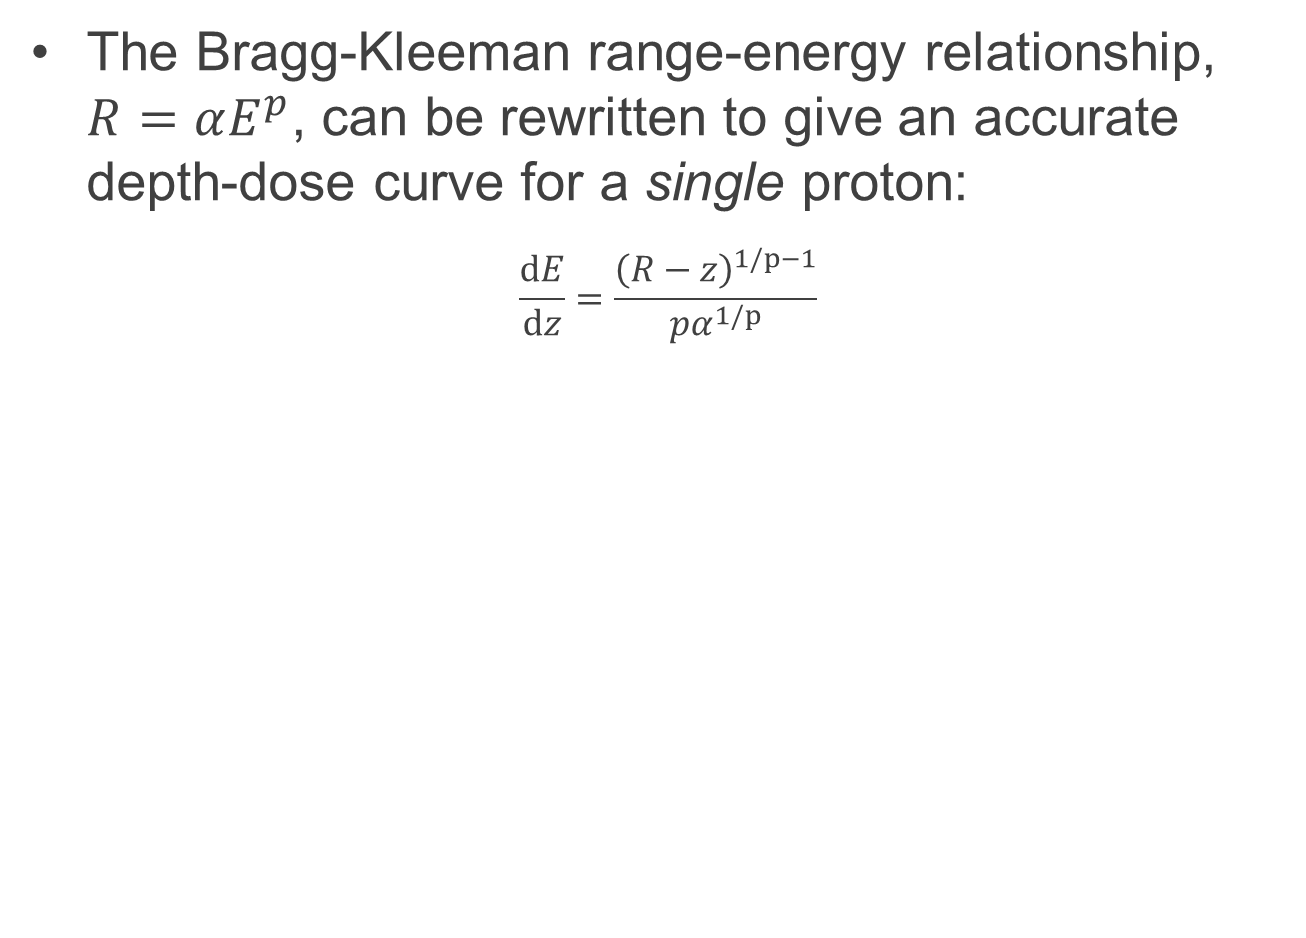 • The Bragg-Kleeman range-energy relationship,
R = αE^p, can be rewritten to give an accurate
depth-dose curve for a single proton:
dE/dz = (R − z)^(1/p−1) / pα^(1/p)